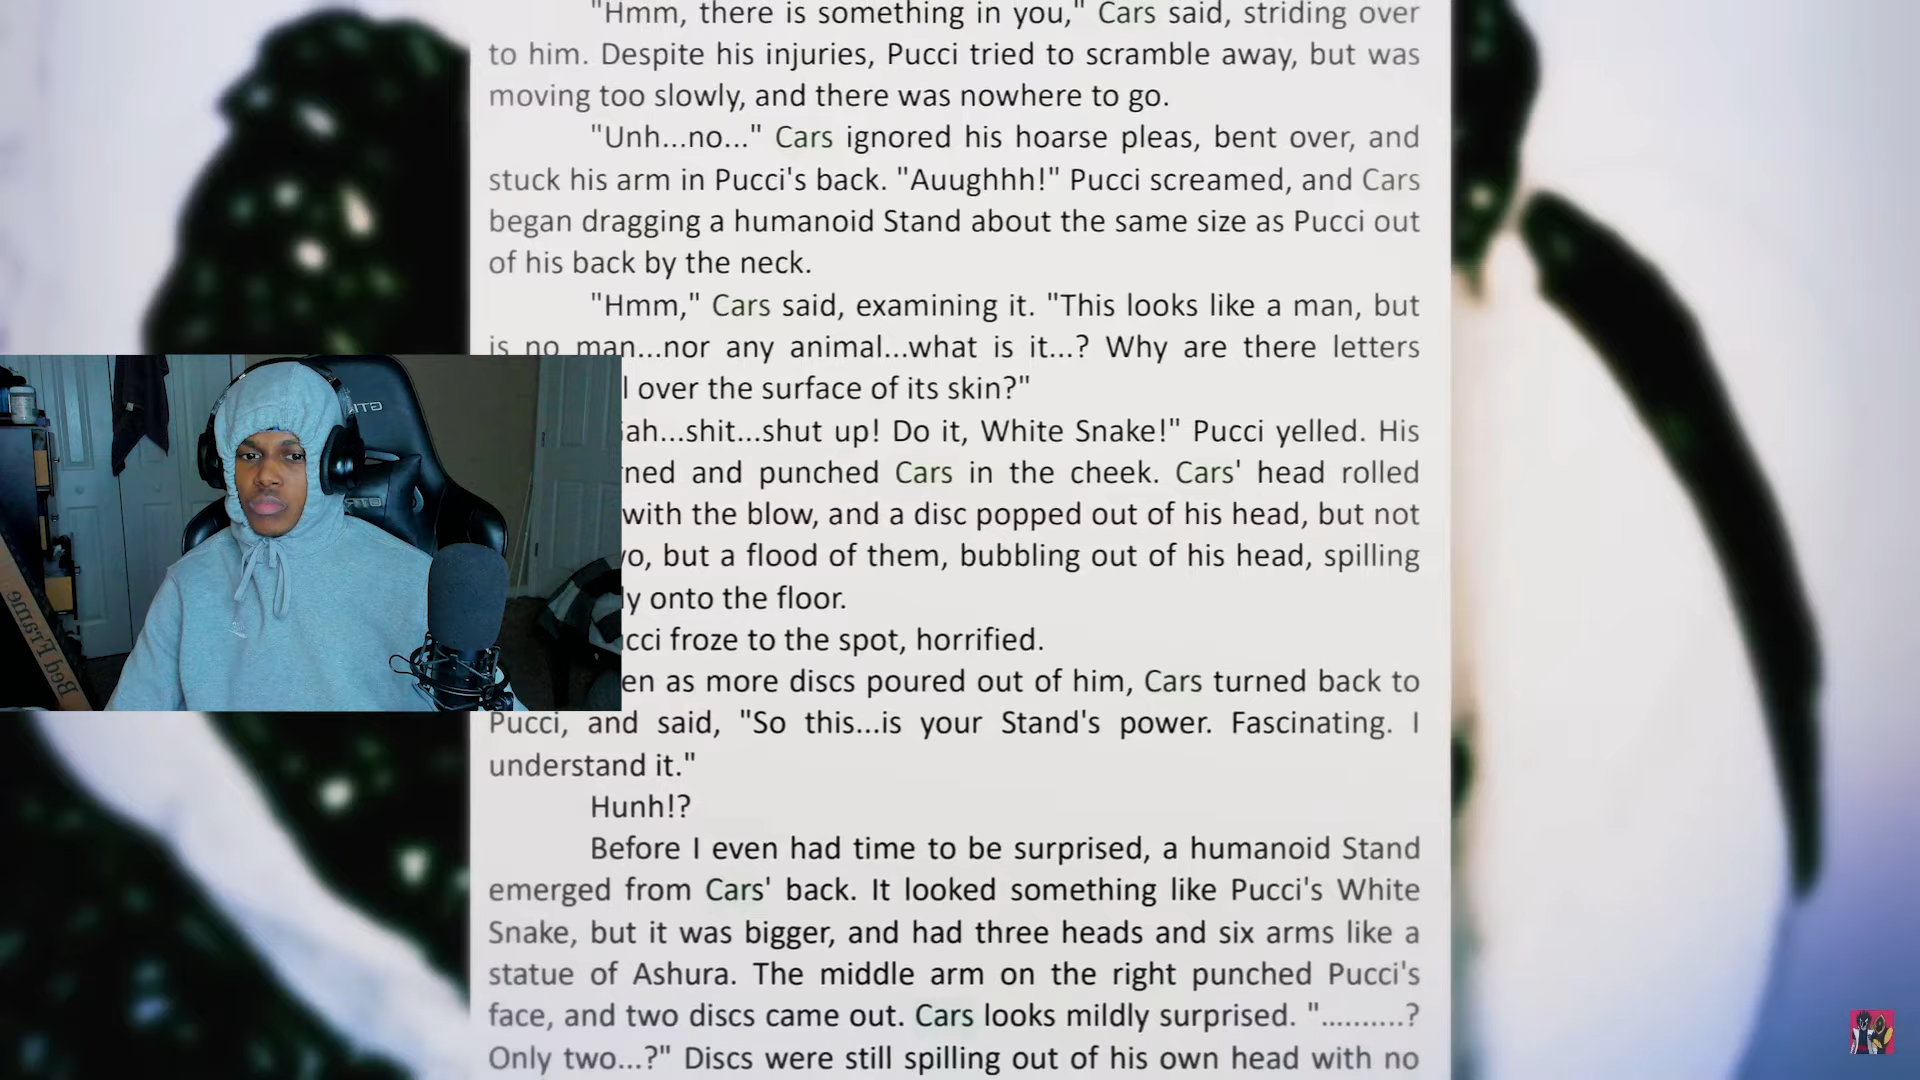 "Hmm, there is something in you," Cars said, striding over
to him. Despite his injuries, Pucci tried to scramble away, but was
moving too slowly, and there was nowhere to go.
"Unh...no..." Cars ignored his hoarse pleas, bent over, and
stuck his arm in Pucci's back. "Auughhh!" Pucci screamed, and Cars
began dragging a humanoid Stand about the same size as Pucci out
of his back by the neck.
"Hmm," Cars said, examining it. "This looks like a man, but
is no man...nor any animal...what is it...? Why are there letters
l over the surface of its skin?"
ah...shit...shut up! Do it, White Snake!" Pucci yelled. His
ned and punched Cars in the cheek. Cars' head rolled
with the blow, and a disc popped out of his head, but not
o, but a flood of them, bubbling out of his head, spilling
y onto the floor.
cci froze to the spot, horrified.
en as more discs poured out of him, Cars turned back to
Pucci, and said, "So this...is your Stand's power. Fascinating. I
understand it."
Hunh!?
Before I even had time to be surprised, a humanoid Stand
emerged from Cars' back. It looked something like Pucci's White
Snake, but it was bigger, and had three heads and six arms like a
statue of Ashura. The middle arm on the right punched Pucci's
face, and two discs came out. Cars looks mildly surprised. "..........?
Only two...?" Discs were still spilling out of his own head with no
Bed Frame
GTR